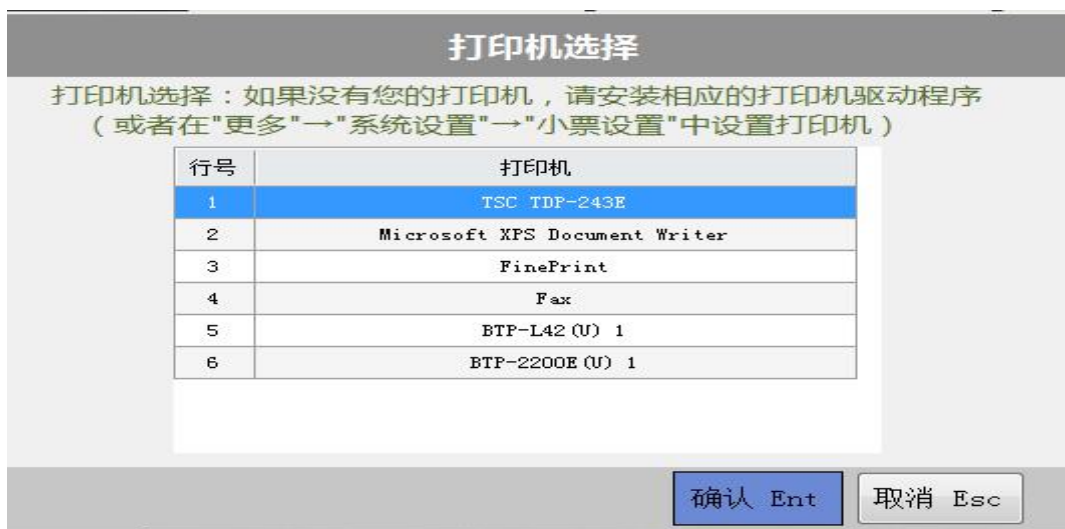 打印机选择
打印机选择：如果没有您的打印机，请安装相应的打印机驱动程序
（或者在"更多"→"系统设置"→"小票设置"中设置打印机）
行号 打印机
1 TSC TDP-243E
2 Microsoft XPS Document Writer
3 FinePrint
4 Fax
5 BTP-L42(U) 1
6 BTP-2200E(U) 1
确认 Ent 取消 Esc